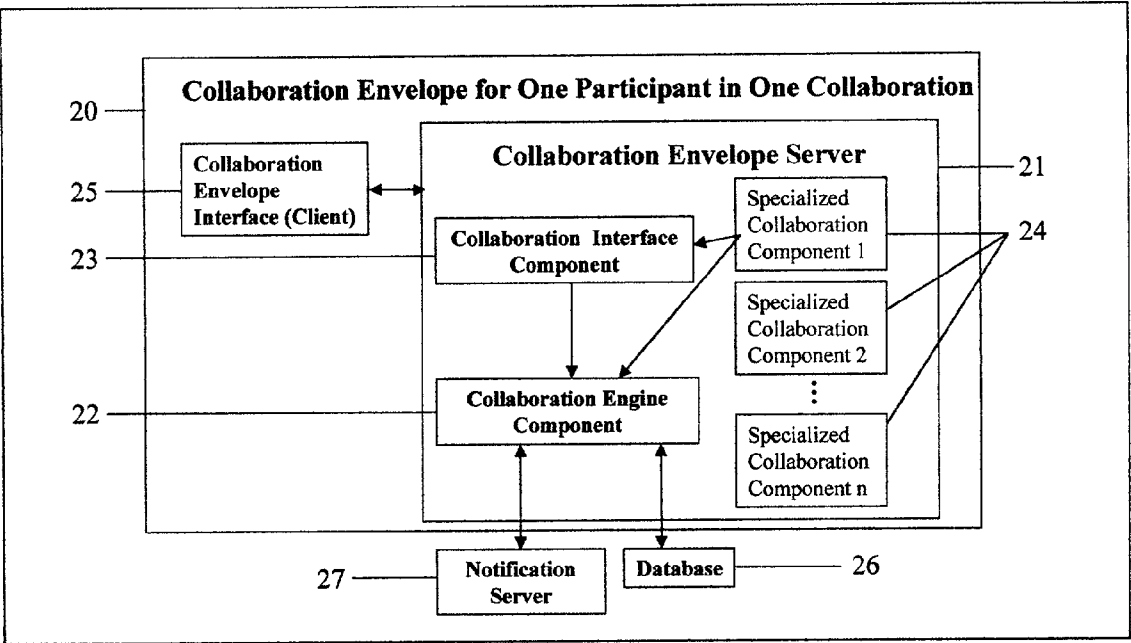 Collaboration Envelope for One Participant in One Collaboration
20
Collaboration Envelope Server
21
Collaboration
Envelope
Interface (Client)
25
Specialized
Collaboration
Component 1
24
Collaboration Interface
Component
23
Specialized
Collaboration
Component 2
22
Collaboration Engine
Component
Specialized
Collaboration
Component n
27
Notification
Server
Database
26